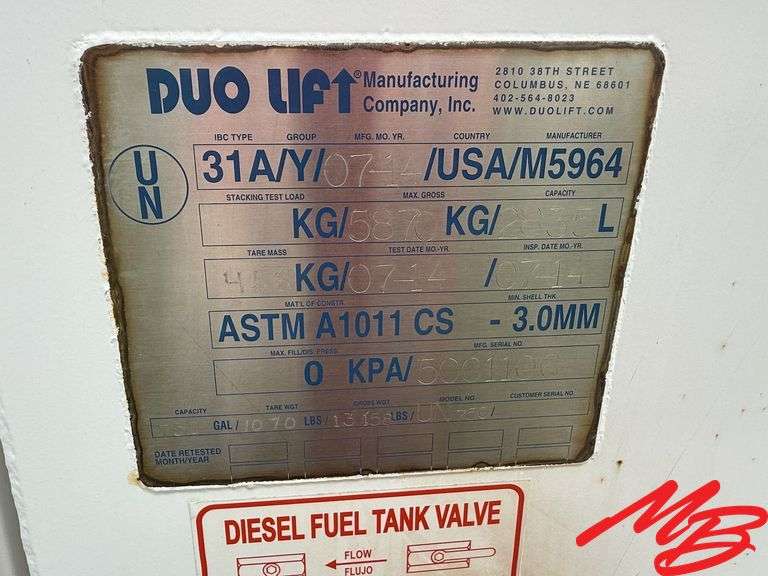 DUO LIFT® Manufacturing Company, Inc.
2810 38TH STREET
COLUMBUS, NE 68601
402-564-8023
WWW.DUOLIFT.COM
UN
IBC TYPE GROUP MFG. MO. YR. COUNTRY MANUFACTURER
31A/Y/07-14/USA/M5964
STACKING TEST LOAD MAX. GROSS CAPACITY
KG/ KG/ L
TARE MASS TEST DATE MO.-YR. INSP. DATE MO.-YR.
KG/07-14/07-14
MAT'L OF CONSTR. MIN. SHELL THK
ASTM A1011 CS - 3.0MM
MAX. FILL/DIS. PRESS MFG. SERIAL NO.
0 KPA/
CAPACITY TARE WGT GROSS WGT MODEL NO. CUSTOMER SERIAL NO.
GAL/1070 LBS/ LBS/ /
DATE RETESTED
MONTH/YEAR
DIESEL FUEL TANK VALVE
FLOW
FLUJO
MB